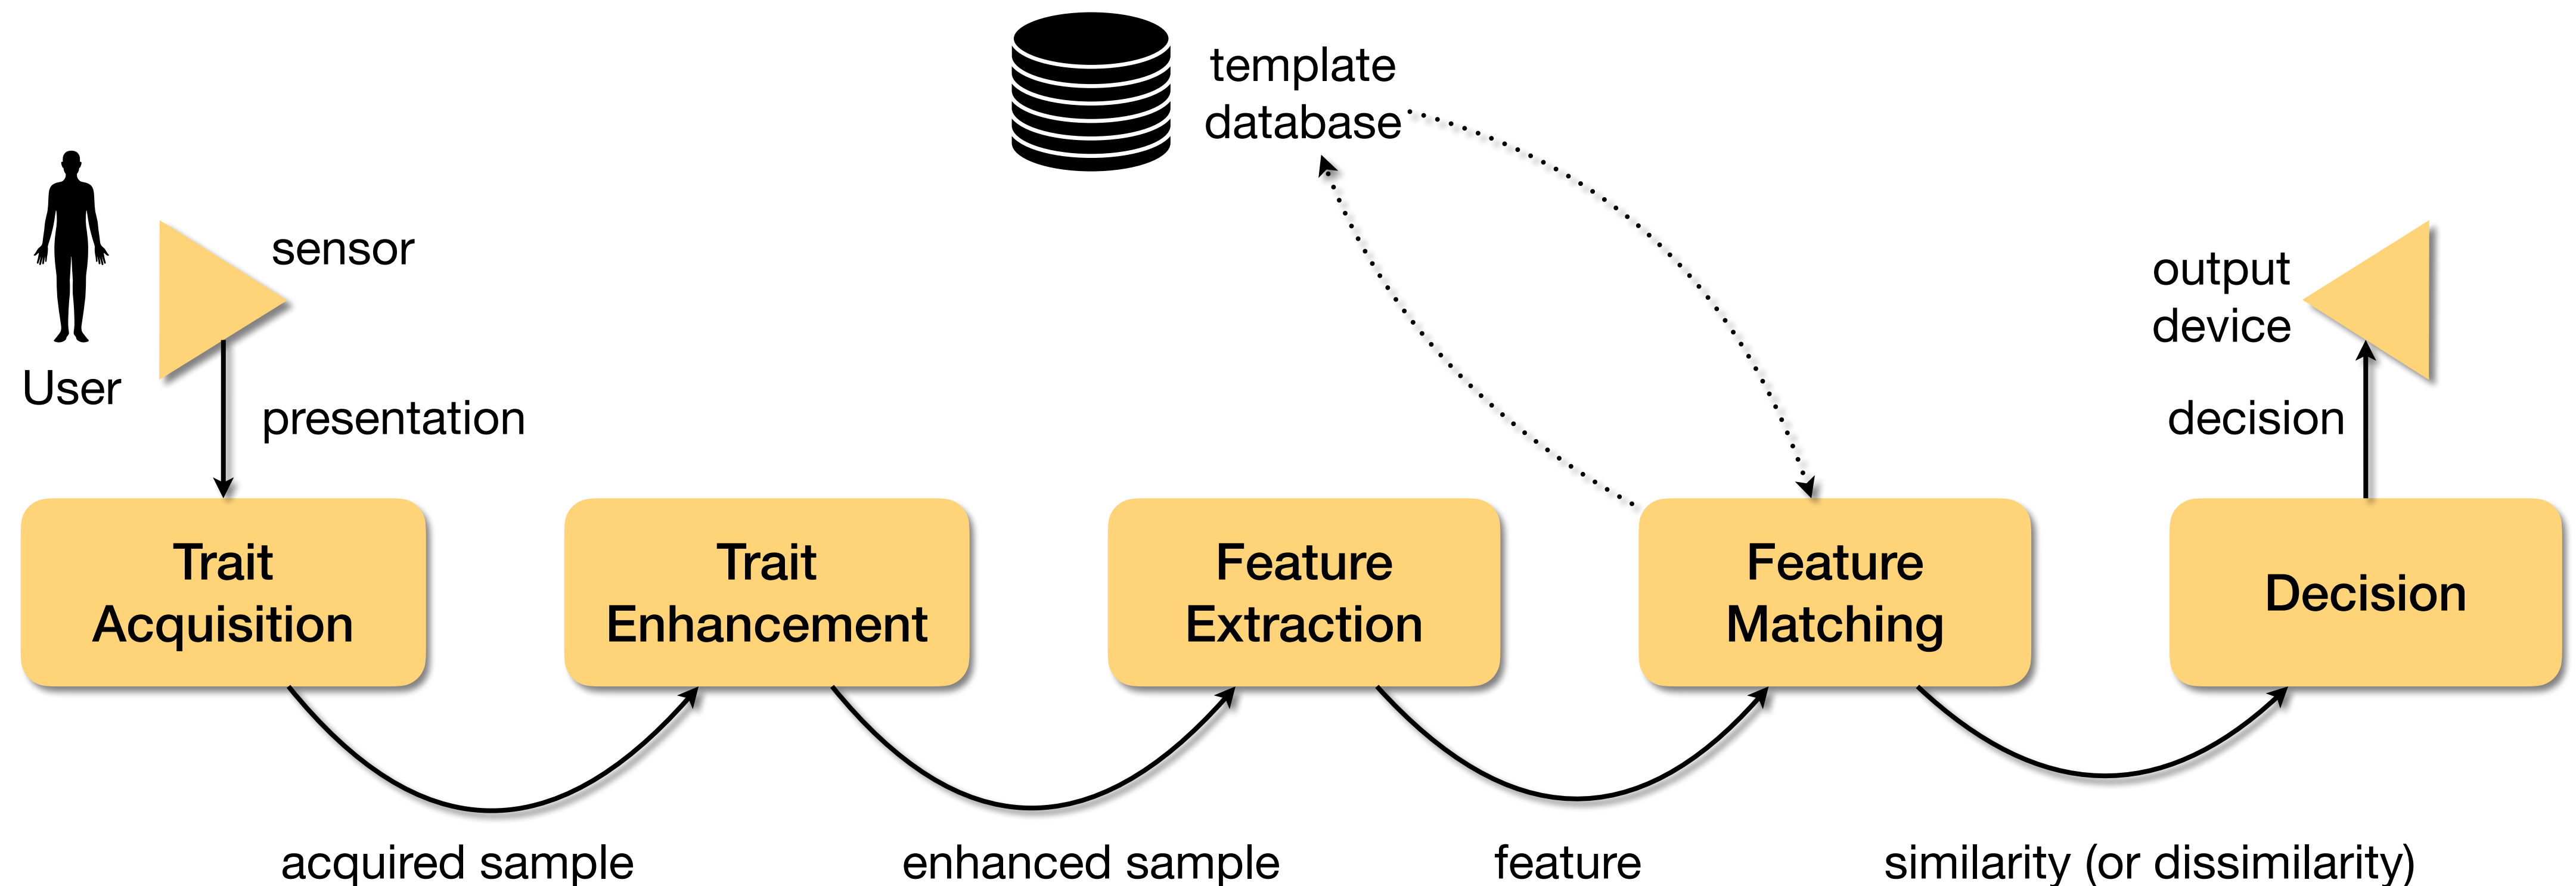 template
database
sensor
User
presentation
output
device
decision
Trait
Acquisition
Trait
Enhancement
Feature
Extraction
Feature
Matching
Decision
acquired sample
enhanced sample
feature
similarity (or dissimilarity)